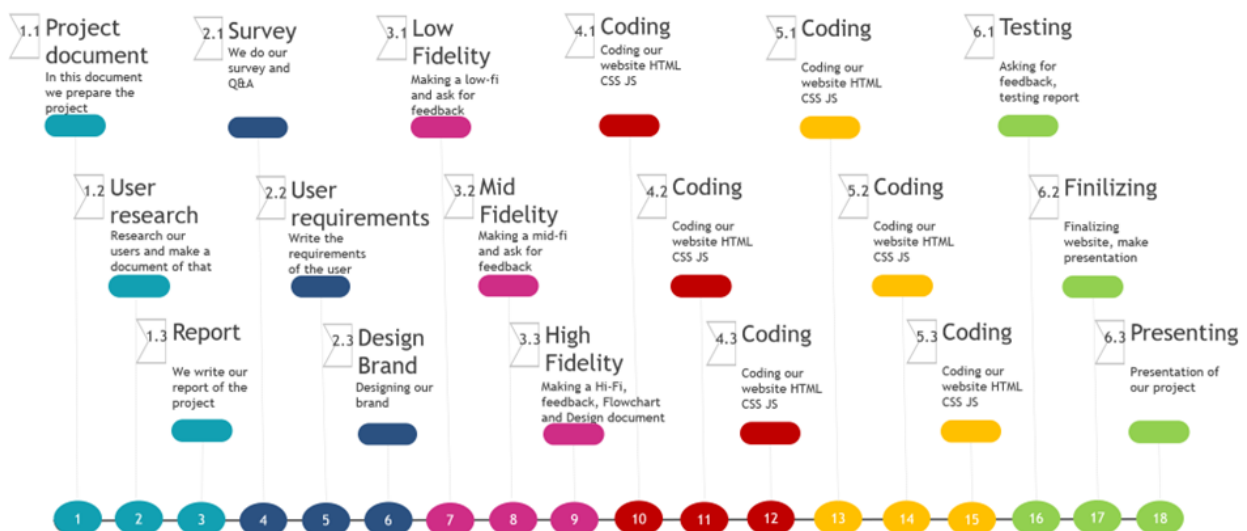 1.1 Project
document
In this document
we prepare the
project
2.1 Survey
We do our
survey and
Q&A
3.1 Low
Fidelity
Making a low-fi
and ask for
feedback
4.1 Coding
Coding our
website HTML
CSS JS
5.1 Coding
Coding our
website HTML
CSS JS
6.1 Testing
Asking for
feedback,
testing report
1.2 User
research
Research our
users and make a
document of that
2.2 User
requirements
Write the
requirements
of the user
3.2 Mid
Fidelity
Making a mid-fi
and ask for
feedback
4.2 Coding
Coding our
website HTML
CSS JS
5.2 Coding
Coding our
website HTML
CSS JS
6.2 Finilizing
Finalizing
website, make
presentation
1.3 Report
We write our
report of the
project
2.3 Design
Brand
Designing our
brand
3.3 High
Fidelity
Making a Hi-Fi,
feedback, Flowchart
and Design document
4.3 Coding
Coding our
website HTML
CSS JS
5.3 Coding
Coding our
website HTML
CSS JS
6.3 Presenting
Presentation of
our project
1 2 3 4 5 6 7 8 9 10 11 12 13 14 15 16 17 18